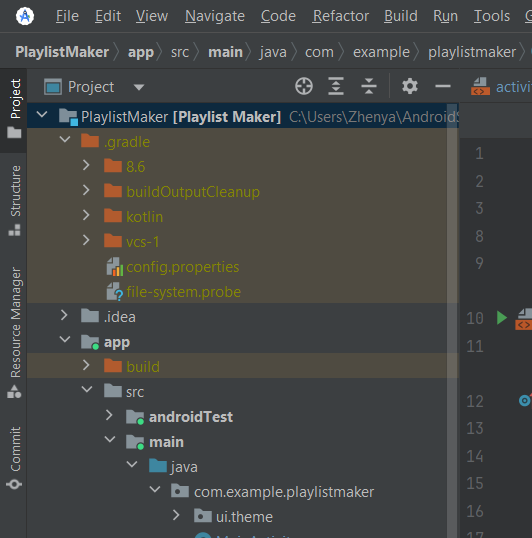 File Edit View Navigate Code Refactor Build Run Tools
PlaylistMaker app src main java com example playlistmaker
Project
activit
PlaylistMaker [Playlist Maker] C:\Users\Zhenya\AndroidS
.gradle
8.6
buildOutputCleanup
kotlin
vcs-1
config.properties
file-system.probe
.idea
app
build
src
androidTest
main
java
com.example.playlistmaker
ui.theme
Project
Structure
Resource Manager
Commit
1
2
3
8
9
10
11
12
13
14
15
16
17